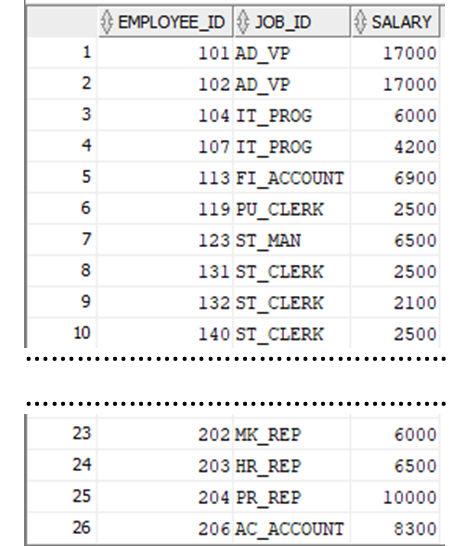 EMPLOYEE_ID JOB_ID SALARY
1 101 AD_VP 17000
2 102 AD_VP 17000
3 104 IT_PROG 6000
4 107 IT_PROG 4200
5 113 FI_ACCOUNT 6900
6 119 PU_CLERK 2500
7 123 ST_MAN 6500
8 131 ST_CLERK 2500
9 132 ST_CLERK 2100
10 140 ST_CLERK 2500
23 202 MK_REP 6000
24 203 HR_REP 6500
25 204 PR_REP 10000
26 206 AC_ACCOUNT 8300